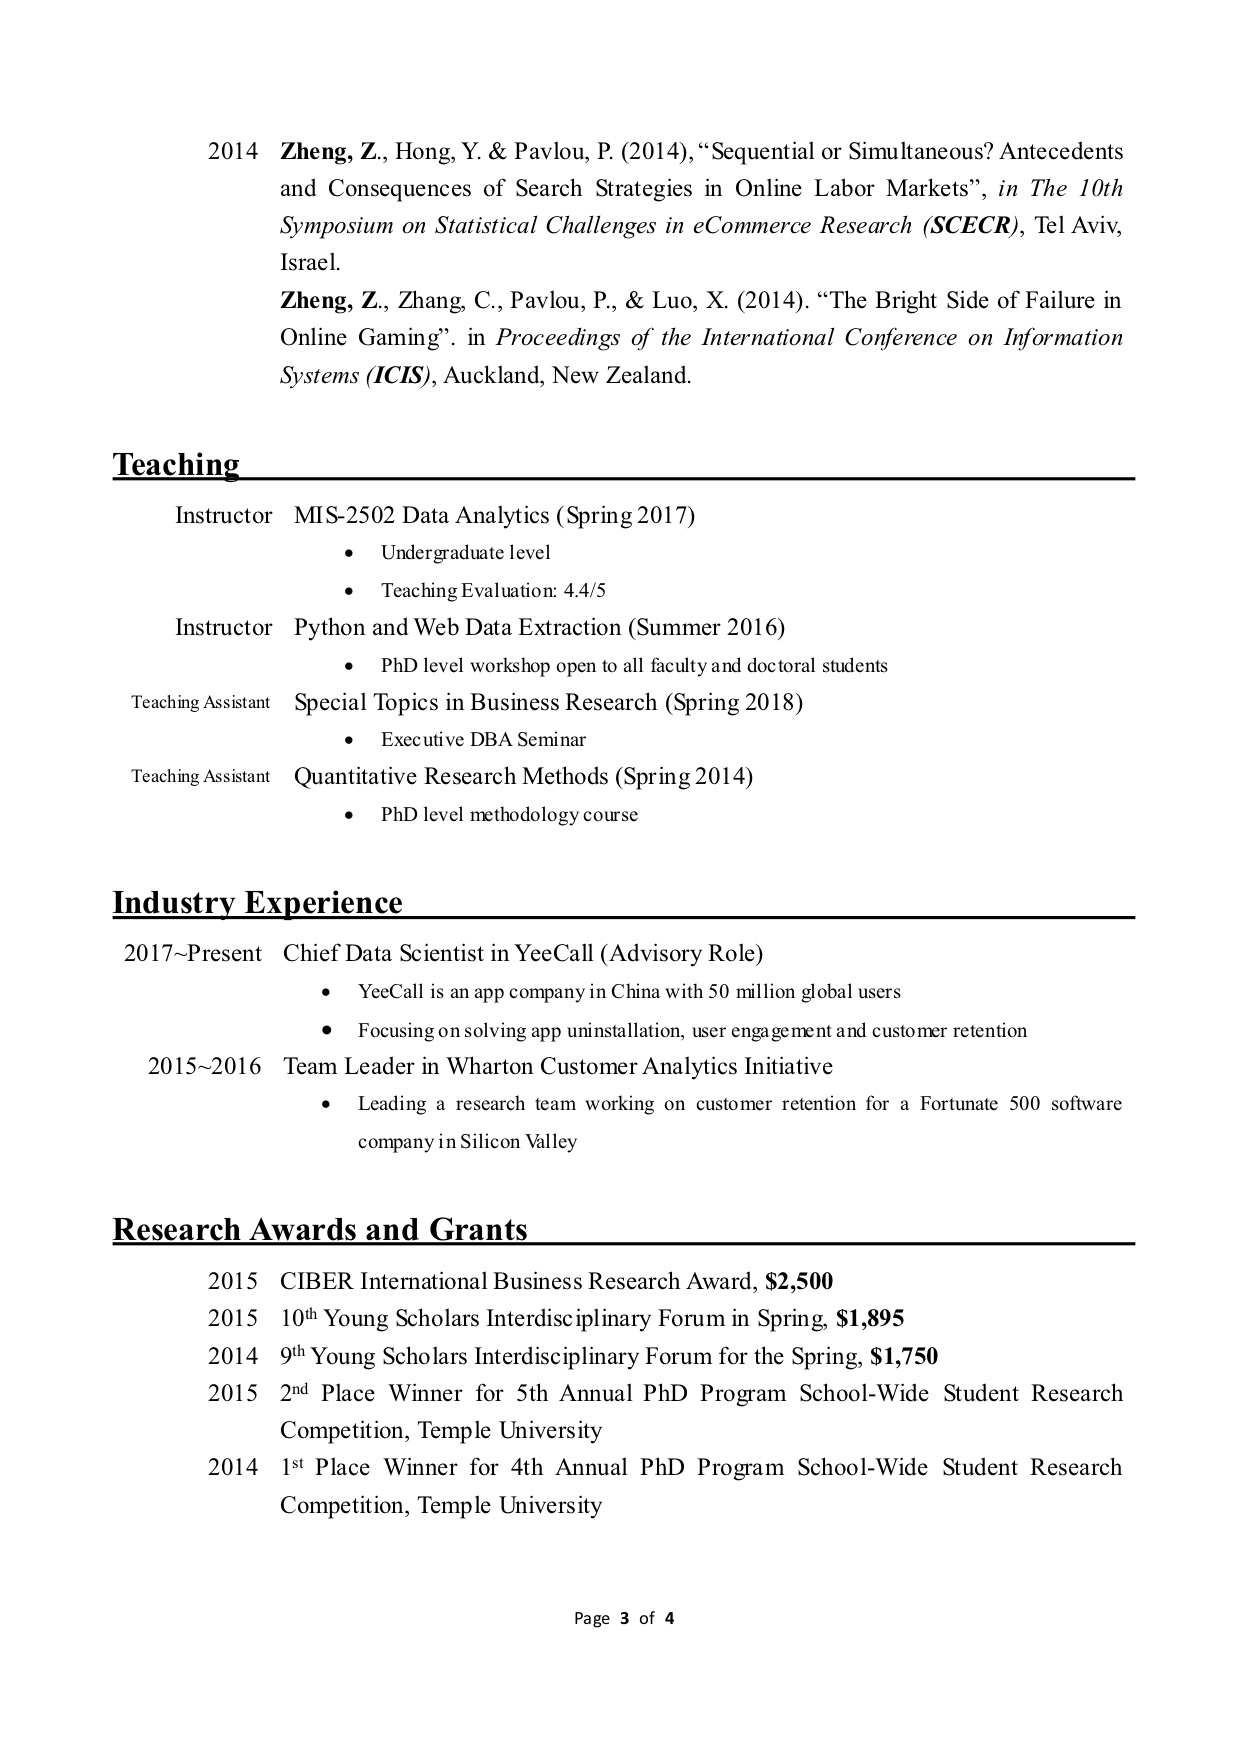 2014 Zheng, Z., Hong, Y. & Pavlou, P. (2014), “Sequential or Simultaneous? Antecedents
and Consequences of Search Strategies in Online Labor Markets”, in The 10th
Symposium on Statistical Challenges in eCommerce Research (SCECR), Tel Aviv,
Israel.
Zheng, Z., Zhang, C., Pavlou, P., & Luo, X. (2014). “The Bright Side of Failure in
Online Gaming”. in Proceedings of the International Conference on Information
Systems (ICIS), Auckland, New Zealand.
Teaching
Instructor MIS-2502 Data Analytics (Spring 2017)
• Undergraduate level
• Teaching Evaluation: 4.4/5
Instructor Python and Web Data Extraction (Summer 2016)
• PhD level workshop open to all faculty and doctoral students
Teaching Assistant Special Topics in Business Research (Spring 2018)
• Executive DBA Seminar
Teaching Assistant Quantitative Research Methods (Spring 2014)
• PhD level methodology course
Industry Experience
2017~Present Chief Data Scientist in YeeCall (Advisory Role)
• YeeCall is an app company in China with 50 million global users
• Focusing on solving app uninstallation, user engagement and customer retention
2015~2016 Team Leader in Wharton Customer Analytics Initiative
• Leading a research team working on customer retention for a Fortunate 500 software
company in Silicon Valley
Research Awards and Grants
2015 CIBER International Business Research Award, $2,500
2015 10th Young Scholars Interdisciplinary Forum in Spring, $1,895
2014 9th Young Scholars Interdisciplinary Forum for the Spring, $1,750
2015 2nd Place Winner for 5th Annual PhD Program School-Wide Student Research
Competition, Temple University
2014 1st Place Winner for 4th Annual PhD Program School-Wide Student Research
Competition, Temple University
Page 3 of 4